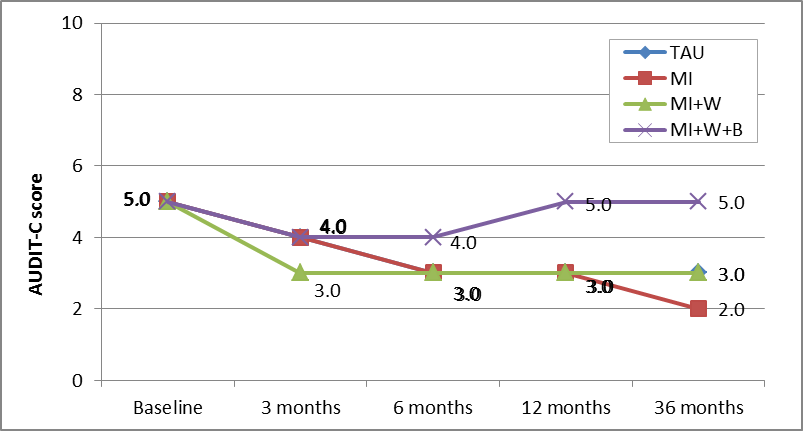 10
8
6
4
2
0
AUDIT-C score
TAU
MI
MI+W
MI+W+B
5.0
4.0
3.0
4.0
3.0
5.0
3.0
5.0
3.0
2.0
Baseline
3 months
6 months
12 months
36 months